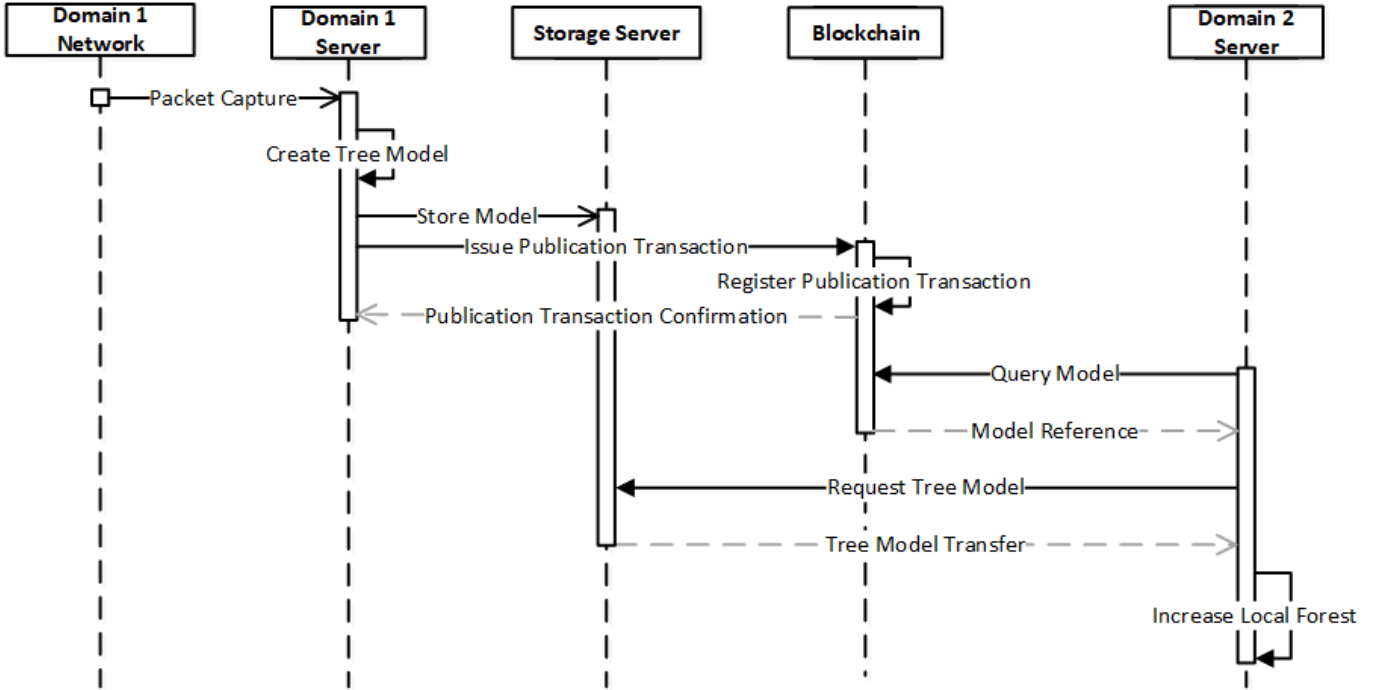 Domain 1
Network
Domain 1
Server
Storage Server
Blockchain
Domain 2
Server
Packet Capture
Create Tree Model
Store Model
Issue Publication Transaction
Register Publication Transaction
Publication Transaction Confirmation
Query Model
Model Reference
Request Tree Model
Tree Model Transfer
Increase Local Forest